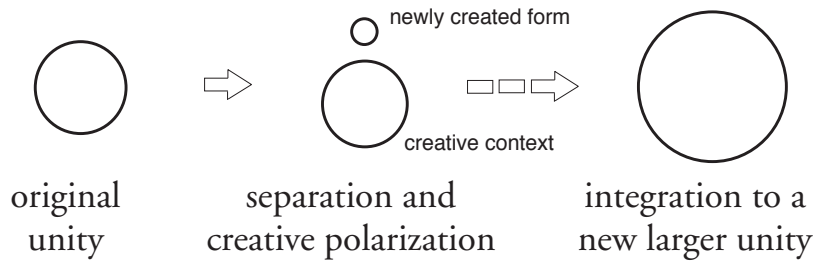 newly created form
creative context
original
unity
separation and
creative polarization
integration to a
new larger unity